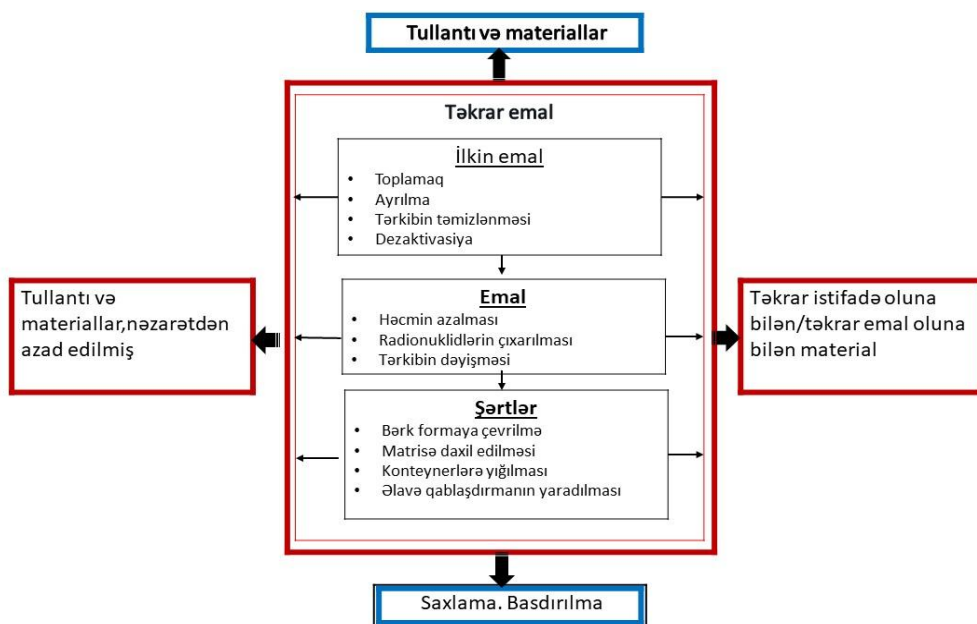 Tullantı və materiallar
Təkrar emal
İlkin emal
• Toplamaq
• Ayrılma
• Tərkibin təmizlənməsi
• Dezaktivasiya
Emal
• Həcmin azalması
• Radionuklidlərin çıxarılması
• Tərkibin dəyişməsi
Şərtlər
• Bərk formaya çevrilmə
• Matrisə daxil edilməsi
• Konteynerlərə yığılması
• Əlavə qablaşdırmanın yaradılması
Tullantı və
materiallar,nəzarətdən
azad edilmiş
Təkrar istifadə oluna
bilən/təkrar emal oluna
bilən material
Saxlama. Basdırılma